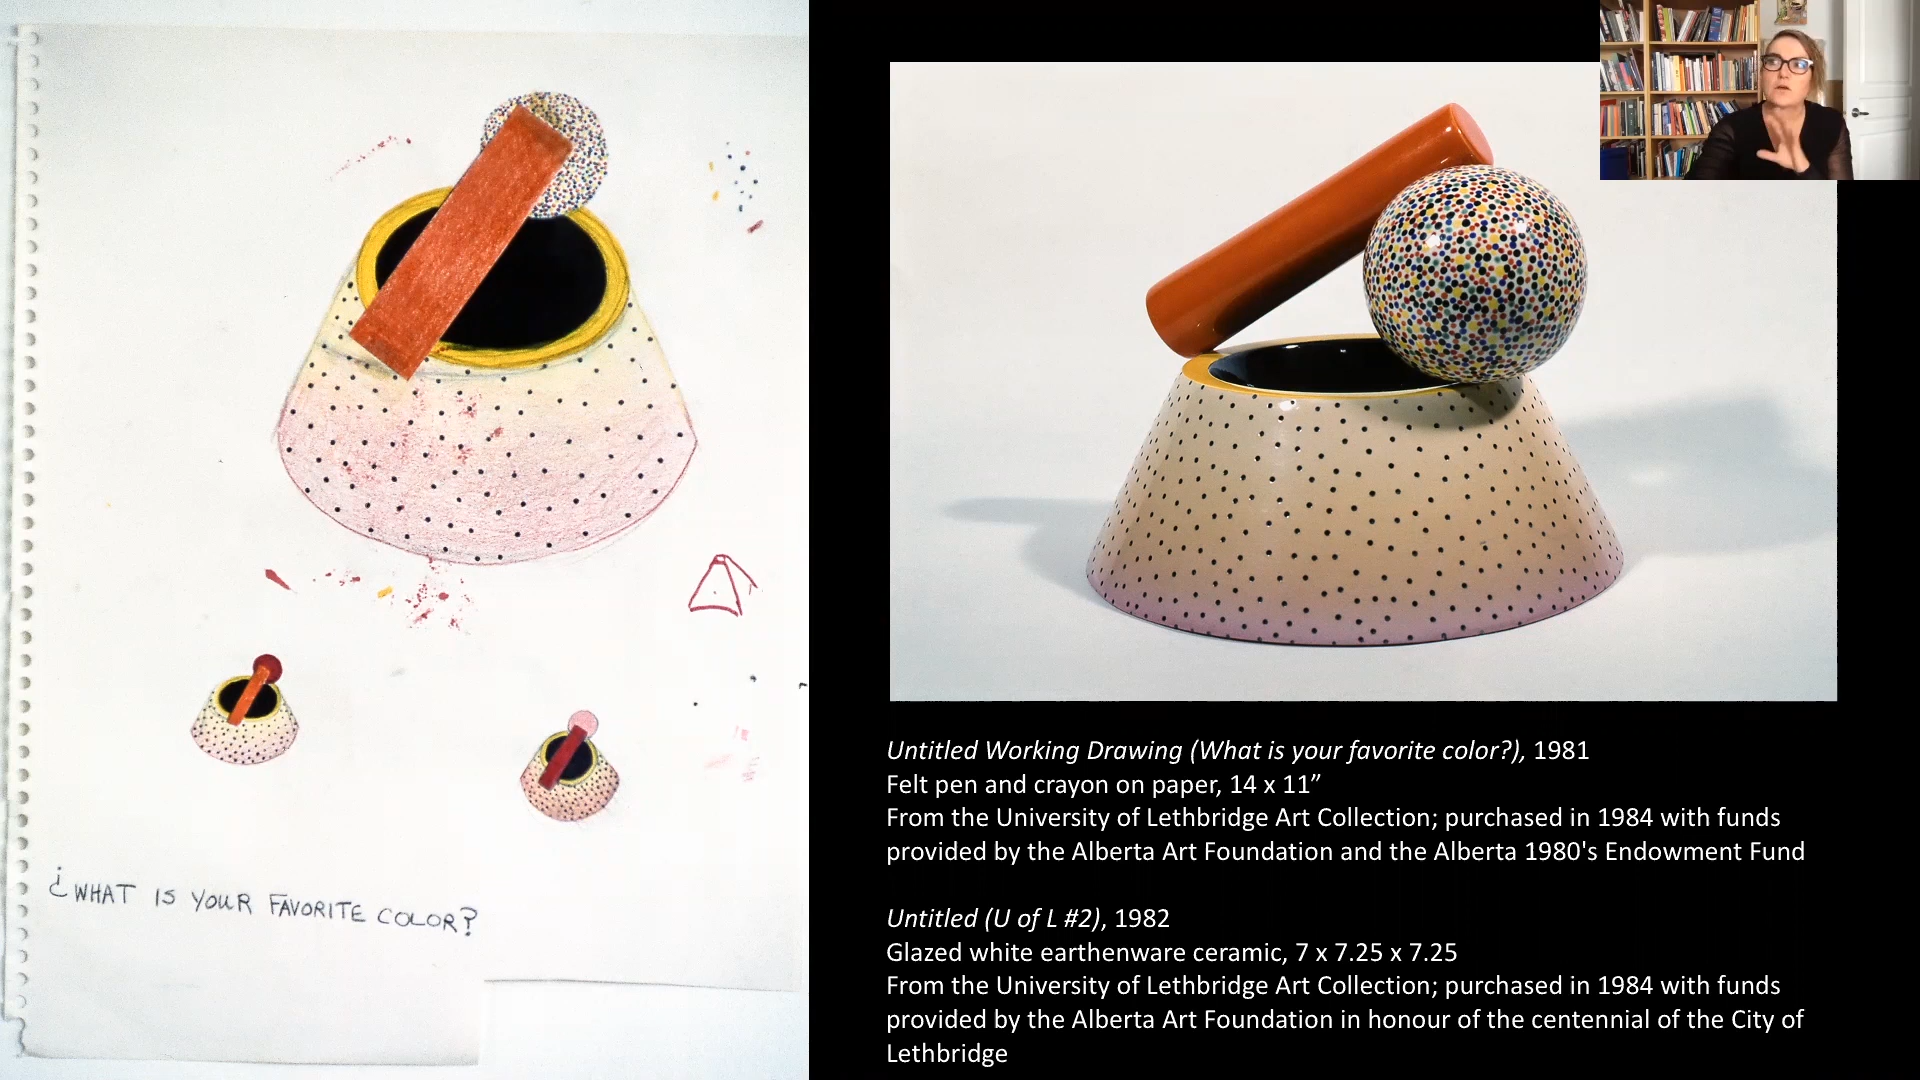 ¿WHAT IS YOUR FAVORITE COLOR?
Untitled Working Drawing (What is your favorite color?), 1981
Felt pen and crayon on paper, 14 x 11”
From the University of Lethbridge Art Collection; purchased in 1984 with funds
provided by the Alberta Art Foundation and the Alberta 1980's Endowment Fund
Untitled (U of L #2), 1982
Glazed white earthenware ceramic, 7 x 7.25 x 7.25
From the University of Lethbridge Art Collection; purchased in 1984 with funds
provided by the Alberta Art Foundation in honour of the centennial of the City of
Lethbridge